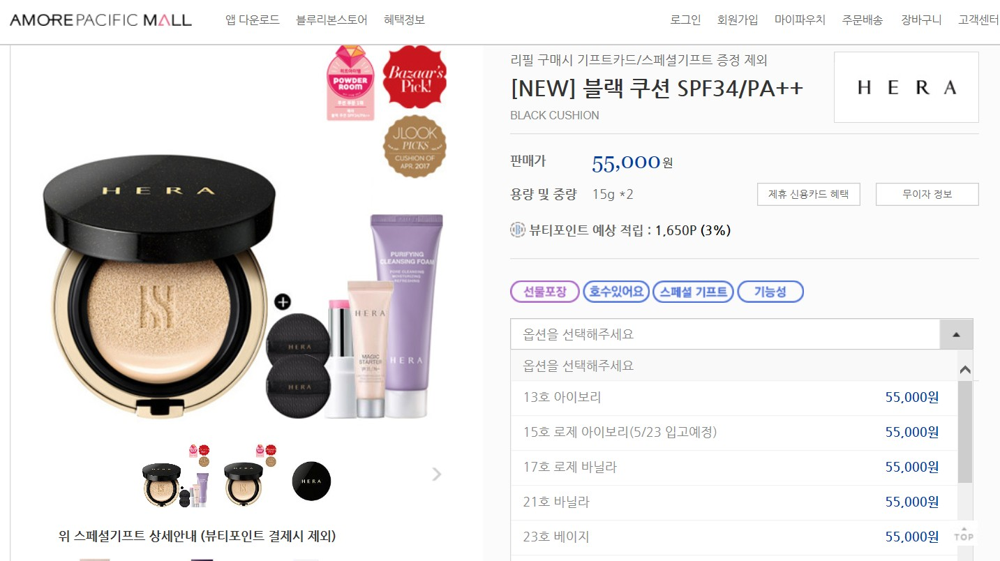 AMOREPACIFIC MALL
앱 다운로드 블루리본스토어 혜택정보
로그인 회원가입 마이파우치 주문배송 장바구니 고객센터
POWDER
ROOM
Bazaar's
Pick!
JLOOK
PICKS
CUSHION OF
APR. 2017
HERA
PURIFYING
CLEANSING FOAM
PORE CLEANSING
MOISTURIZING
REFRESHING
HERA
HERA
MAGIC
STARTER
HERA
HERA
HERA
HERA
HERA
HERA
위 스페셜기프트 상세안내 (뷰티포인트 결제시 제외)
리필 구매시 기프트카드/스페셜기프트 증정 제외
[NEW] 블랙 쿠션 SPF34/PA++
BLACK CUSHION
HERA
판매가 55,000원
용량 및 중량 15g *2
제휴 신용카드 혜택 무이자 정보
뷰티포인트 예상 적립 : 1,650P (3%)
선물포장 호수있어요 스페셜 기프트 기능성
옵션을 선택해주세요
옵션을 선택해주세요
13호 아이보리 55,000원
15호 로제 아이보리(5/23 입고예정) 55,000원
17호 로제 바닐라 55,000원
21호 바닐라 55,000원
23호 베이지 55,000원
TOP